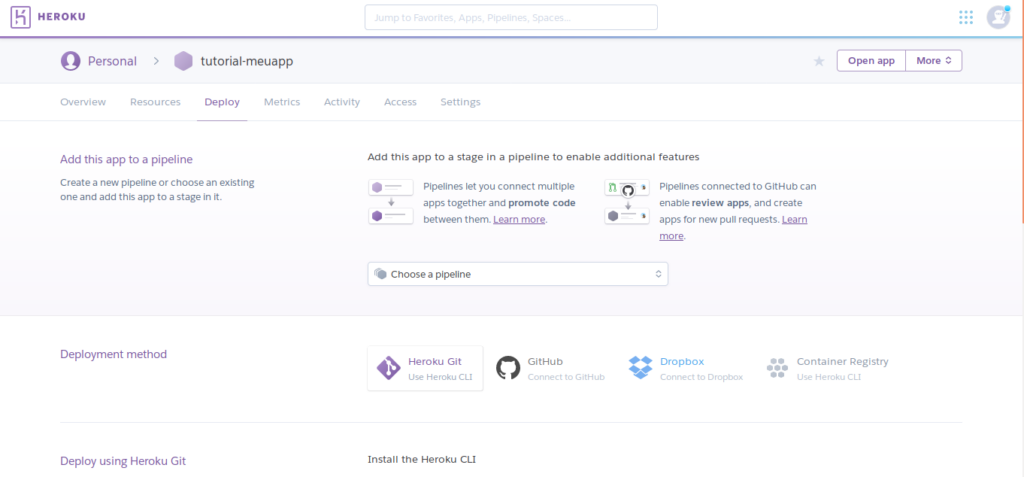 HEROKU
Jump to Favorites, Apps, Pipelines, Spaces...
Personal > tutorial-meuapp
Open app
More
Overview
Resources
Deploy
Metrics
Activity
Access
Settings
Add this app to a pipeline
Create a new pipeline or choose an existing
one and add this app to a stage in it.
Add this app to a stage in a pipeline to enable additional features
Pipelines let you connect multiple
apps together and promote code
between them. Learn more.
Pipelines connected to GitHub can
enable review apps, and create
apps for new pull requests. Learn
more.
Choose a pipeline
Deployment method
Heroku Git
Use Heroku CLI
GitHub
Connect to GitHub
Dropbox
Connect to Dropbox
Container Registry
Use Heroku CLI
Deploy using Heroku Git
Install the Heroku CLI